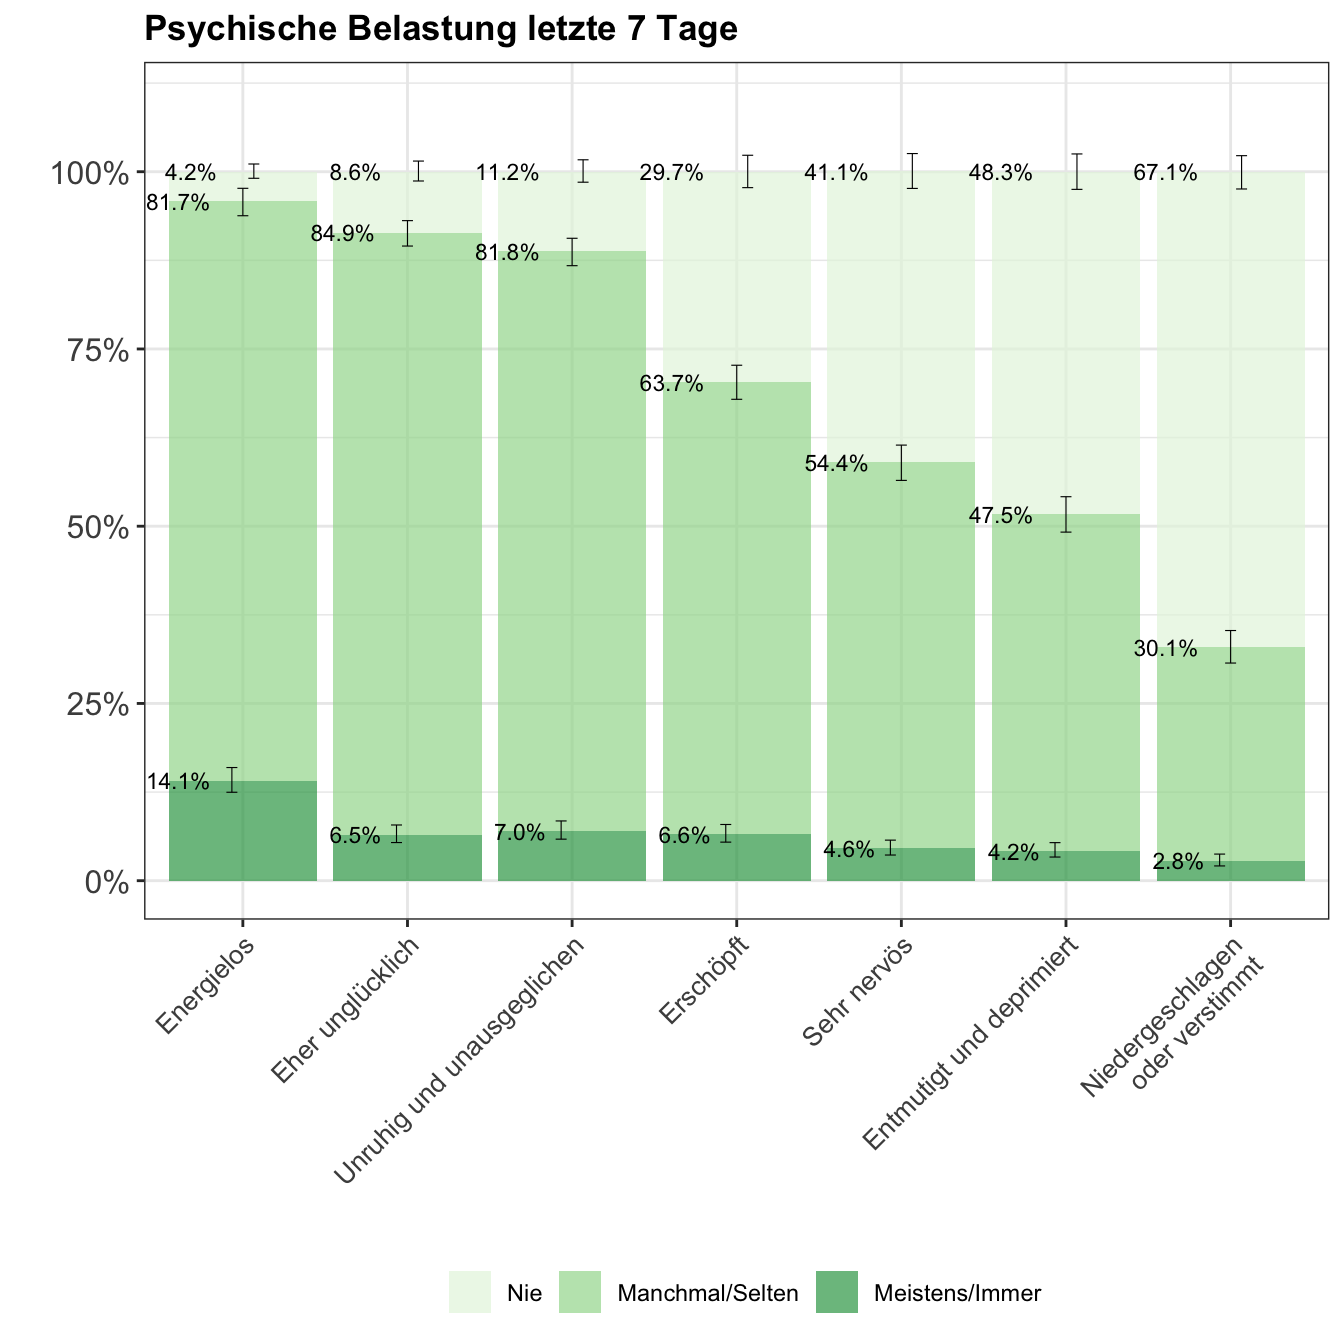 Psychische Belastung letzte 7 Tage
100%
75%
50%
25%
0%
4.2% 8.6% 11.2% 29.7% 41.1% 48.3% 67.1%
81.7% 84.9% 81.8% 63.7% 54.4% 47.5% 30.1%
14.1% 6.5% 7.0% 6.6% 4.6% 4.2% 2.8%
Energielos
Eher unglücklich
Unruhig und unausgeglichen
Erschöpft
Sehr nervös
Entmutigt und deprimiert
Niedergeschlagen
oder verstimmt
Nie Manchmal/Selten Meistens/Immer